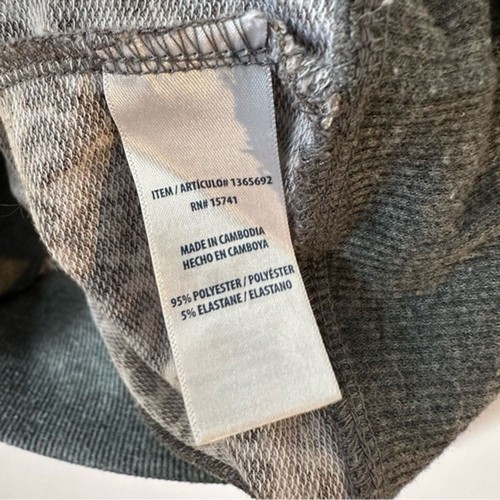 ITEM / ARTÍCULO# 1365692
RN# 15741
MADE IN CAMBODIA
HECHO EN CAMBOYA
95% POLYESTER / POLYÉSTER
5% ELASTANE / ELASTANO